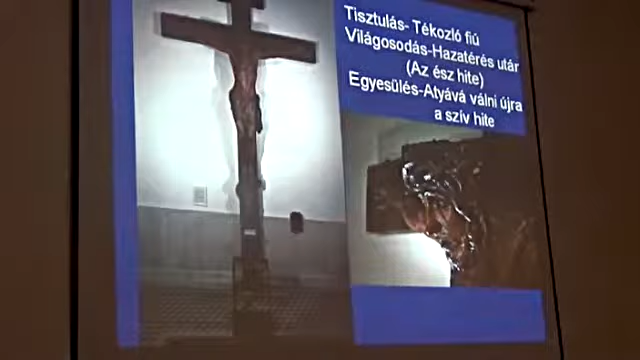 Tisztulás- Tékozló fiú
Világosodás-Hazatérés utár
(Az ész hite)
Egyesülés-Atyává válni újra
a szív hite